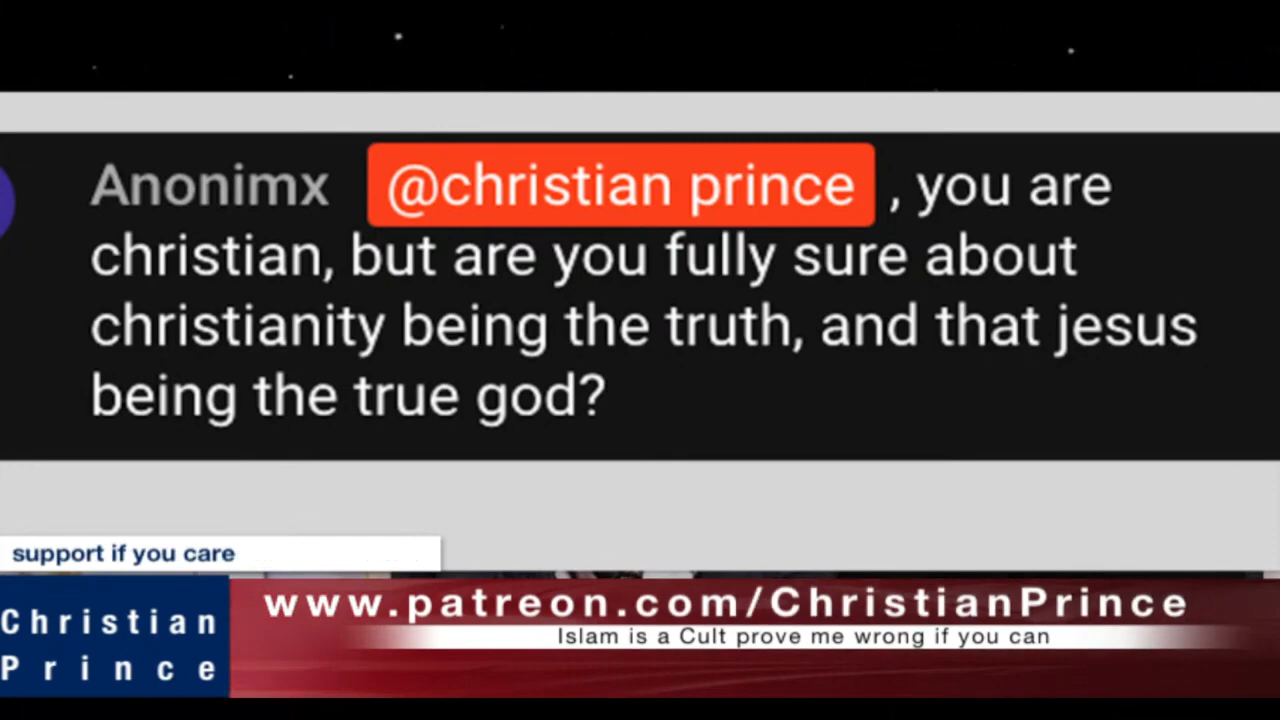 Anonimx @christian prince , you are
christian, but are you fully sure about
christianity being the truth, and that jesus
being the true god?
support if you care
Christian
Prince
www.patreon.com/ChristianPrince
Islam is a Cult prove me wrong if you can